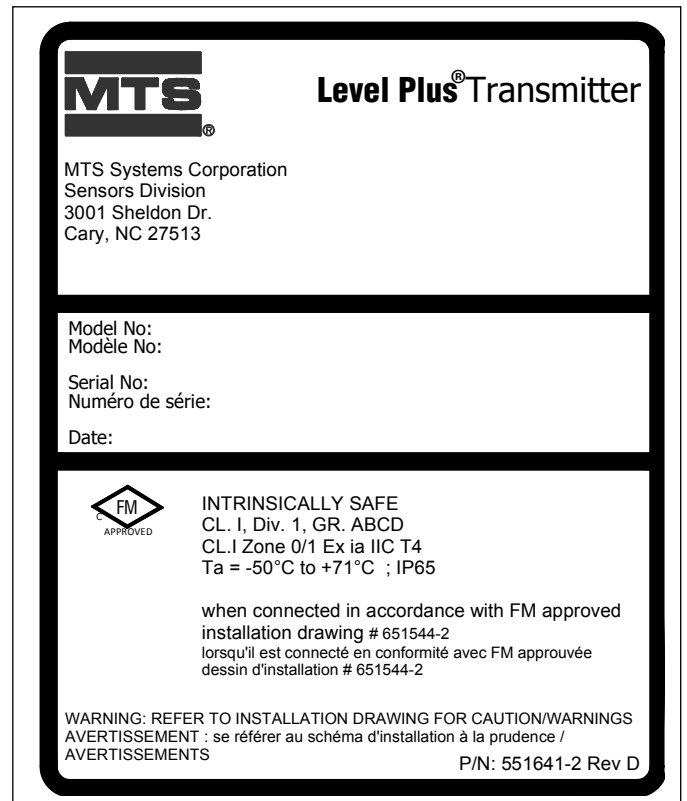 MTS
®
Level Plus® Transmitter
MTS Systems Corporation
Sensors Division
3001 Sheldon Dr.
Cary, NC 27513
Model No:
Modèle No:
Serial No:
Numéro de série:
Date:
FM
C
APPROVED
INTRINSICALLY SAFE
CL. I, Div. 1, GR. ABCD
CL.I Zone 0/1 Ex ia IIC T4
Ta = -50°C to +71°C ; IP65
when connected in accordance with FM approved
installation drawing # 651544-2
lorsqu'il est connecté en conformité avec FM approuvée
dessin d'installation # 651544-2
WARNING: REFER TO INSTALLATION DRAWING FOR CAUTION/WARNINGS
AVERTISSEMENT : se référer au schéma d'installation à la prudence /
AVERTISSEMENTS
P/N: 551641-2 Rev D